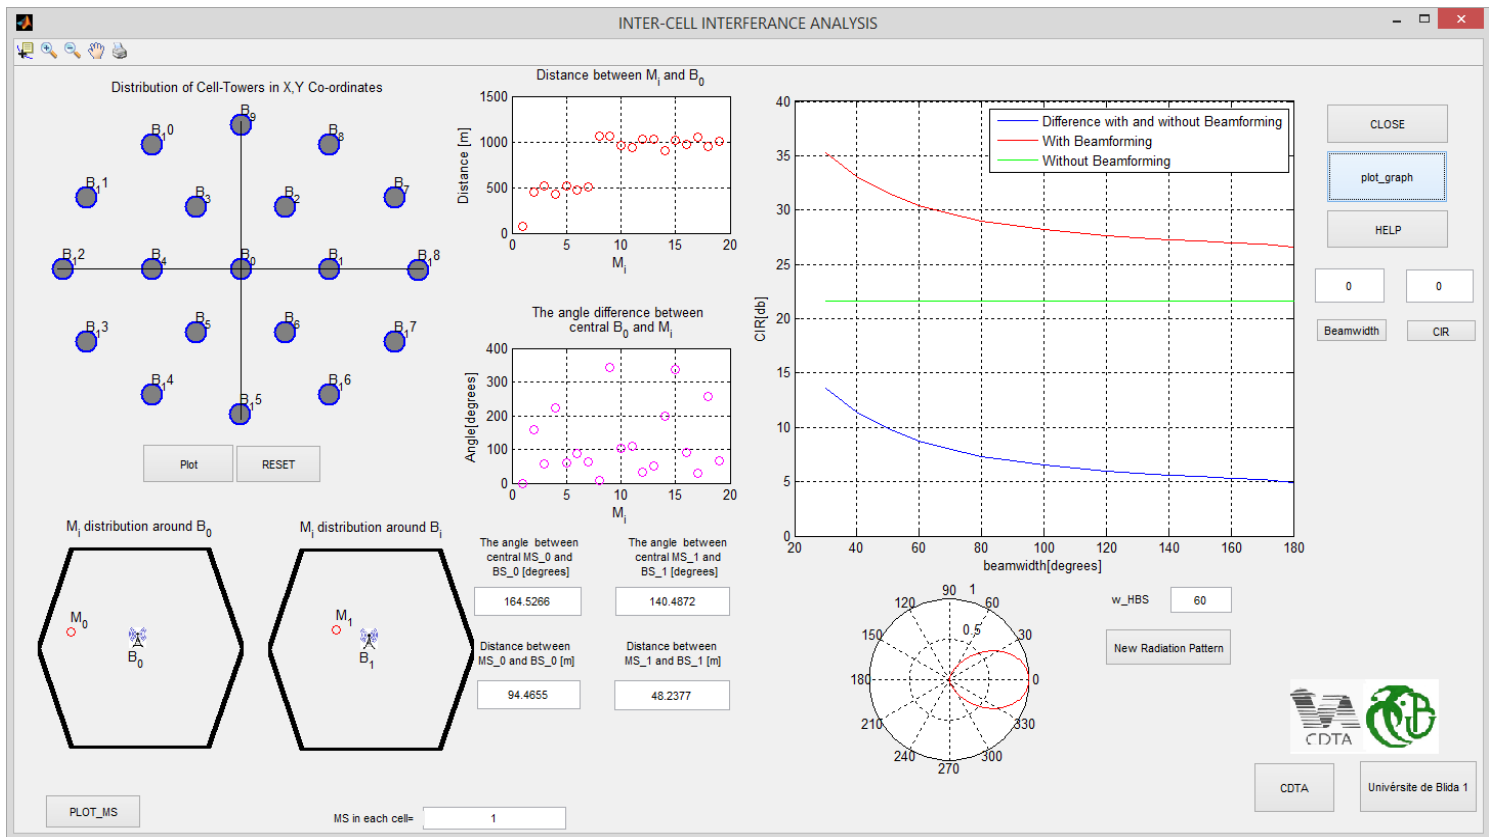 INTER-CELL INTERFERANCE ANALYSIS
Distribution of Cell-Towers in X,Y Co-ordinates
B9
B10
B8
B11
B3
B2
B7
B12
B4
B0
B1
B18
B13
B5
B6
B17
B14
B15
B16
Plot
RESET
Distance between Mi and B0
Distance [m]
1500
1000
500
0
0 5 10 15 20
Mi
The angle difference between
central B0 and Mi
Angle[degrees]
400
300
200
100
0
0 5 10 15 20
Mi
CIR[db]
40
35
30
25
20
15
10
5
0
20 40 60 80 100 120 140 160 180
beamwidth[degrees]
Difference with and without Beamforming
With Beamforming
Without Beamforming
CLOSE
plot_graph
HELP
0
0
Beamwidth
CIR
Mi distribution around B0
M0
B0
Mi distribution around Bi
M1
B1
The angle between
central MS_0 and
BS_0 [degrees]
164.5266
The angle between
central MS_1 and
BS_1 [degrees]
140.4872
Distance between
MS_0 and BS_0 [m]
94.4655
Distance between
MS_1 and BS_1 [m]
48.2377
90
1
120
60
150
0.5
30
180
0
210
330
240
300
270
w_HBS
60
New Radiation Pattern
CDTA
CDTA
Univérsite de Blida 1
PLOT_MS
MS in each cell=
1